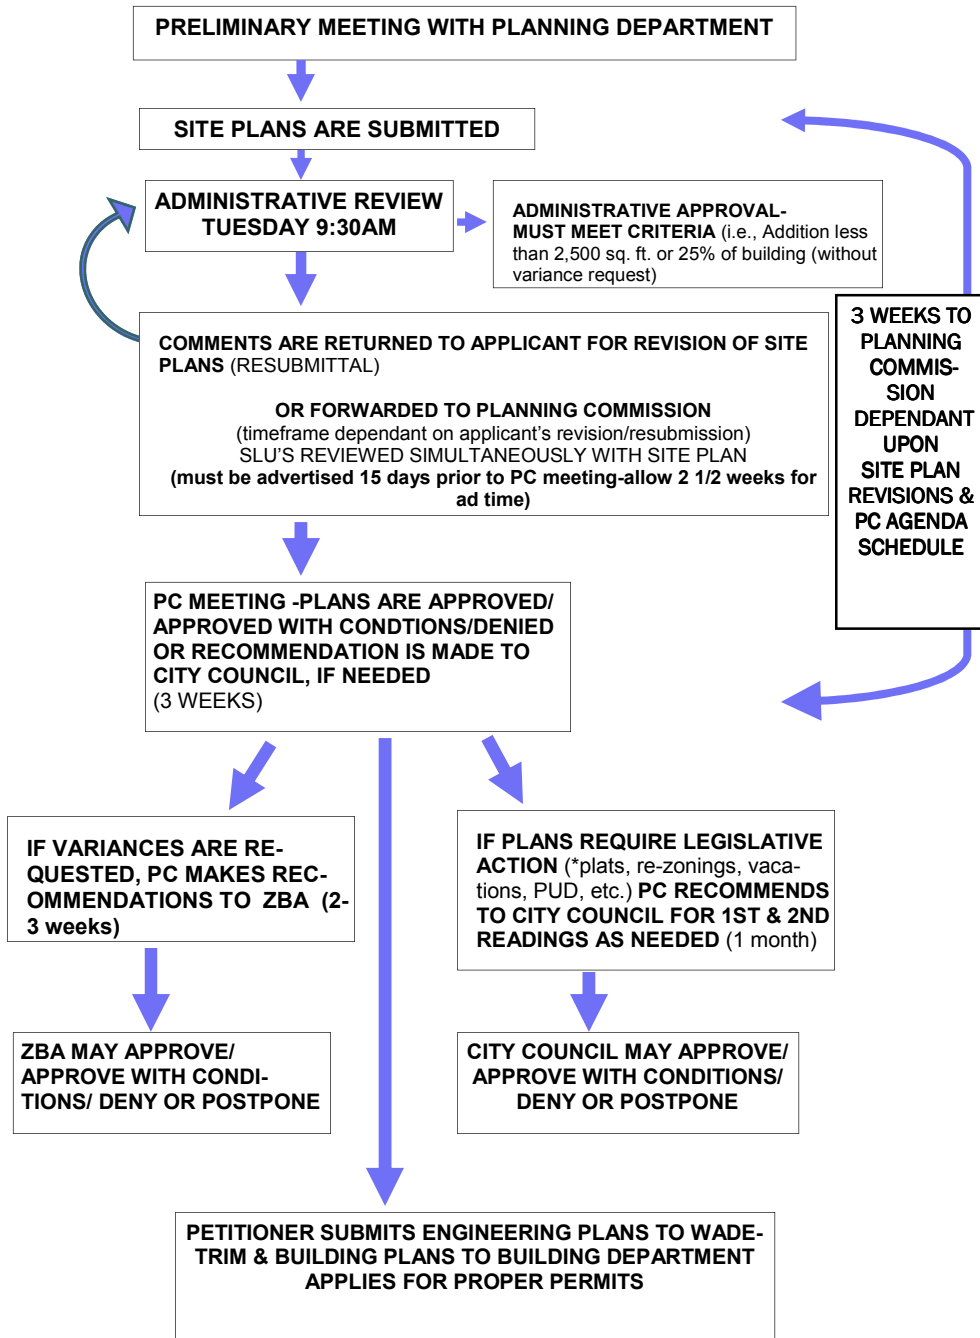 PRELIMINARY MEETING WITH PLANNING DEPARTMENT
SITE PLANS ARE SUBMITTED
ADMINISTRATIVE REVIEW
TUESDAY 9:30AM
ADMINISTRATIVE APPROVAL-
MUST MEET CRITERIA (i.e., Addition less
than 2,500 sq. ft. or 25% of building (without
variance request)
COMMENTS ARE RETURNED TO APPLICANT FOR REVISION OF SITE
PLANS (RESUBMITTAL)
OR FORWARDED TO PLANNING COMMISSION
(timeframe dependant on applicant's revision/resubmission)
SLU'S REVIEWED SIMULTANEOUSLY WITH SITE PLAN
(must be advertised 15 days prior to PC meeting-allow 2 1/2 weeks for
ad time)
3 WEEKS TO
PLANNING
COMMIS-
SION
DEPENDANT
UPON
SITE PLAN
REVISIONS &
PC AGENDA
SCHEDULE
PC MEETING -PLANS ARE APPROVED/
APPROVED WITH CONDTIONS/DENIED
OR RECOMMENDATION IS MADE TO
CITY COUNCIL, IF NEEDED
(3 WEEKS)
IF VARIANCES ARE RE-
QUESTED, PC MAKES REC-
OMMENDATIONS TO ZBA (2-
3 weeks)
IF PLANS REQUIRE LEGISLATIVE
ACTION (*plats, re-zonings, vaca-
tions, PUD, etc.) PC RECOMMENDS
TO CITY COUNCIL FOR 1ST & 2ND
READINGS AS NEEDED (1 month)
ZBA MAY APPROVE/
APPROVE WITH CONDI-
TIONS/ DENY OR POSTPONE
CITY COUNCIL MAY APPROVE/
APPROVE WITH CONDITIONS/
DENY OR POSTPONE
PETITIONER SUBMITS ENGINEERING PLANS TO WADE-
TRIM & BUILDING PLANS TO BUILDING DEPARTMENT
APPLIES FOR PROPER PERMITS